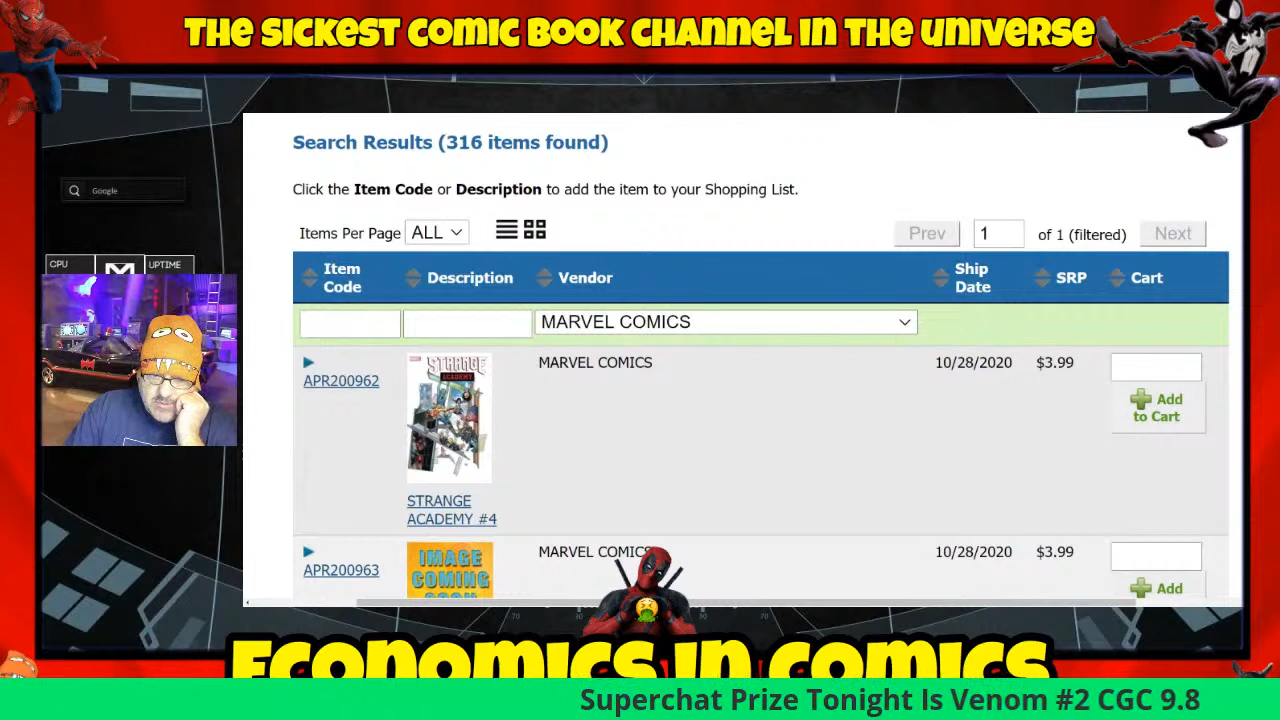 THE SICKEST COMIC BOOK CHANNEL IN THE UNIVERSE
Search Results (316 items found)
Click the Item Code or Description to add the item to your Shopping List.
Google
Items Per Page ALL
Prev 1 of 1 (filtered) Next
CPU
UPTIME
Item Code
Description
Vendor
Ship Date
SRP
Cart
MARVEL COMICS
APR200962
STRANGE
ACADEMY
STRANGE
ACADEMY #4
MARVEL COMICS
10/28/2020
$3.99
Add
to Cart
APR200963
IMAGE
COMING
SOON
MARVEL COMICS
10/28/2020
$3.99
Add
ECONOMICS IN COMICS
Superchat Prize Tonight Is Venom #2 CGC 9.8